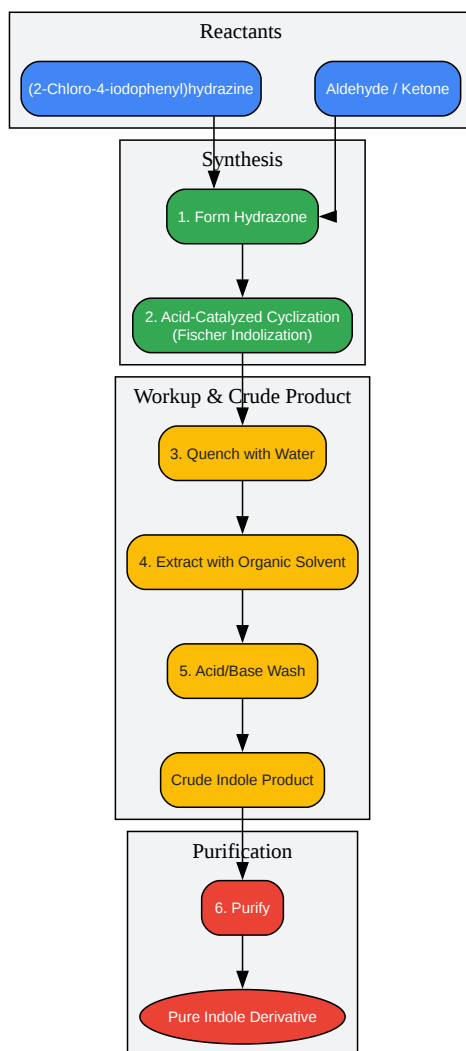 Reactants
(2-Chloro-4-iodophenyl)hydrazine
Aldehyde / Ketone
Synthesis
1. Form Hydrazone
2. Acid-Catalyzed Cyclization
(Fischer Indolization)
Workup & Crude Product
3. Quench with Water
4. Extract with Organic Solvent
5. Acid/Base Wash
Crude Indole Product
Purification
6. Purify
Pure Indole Derivative